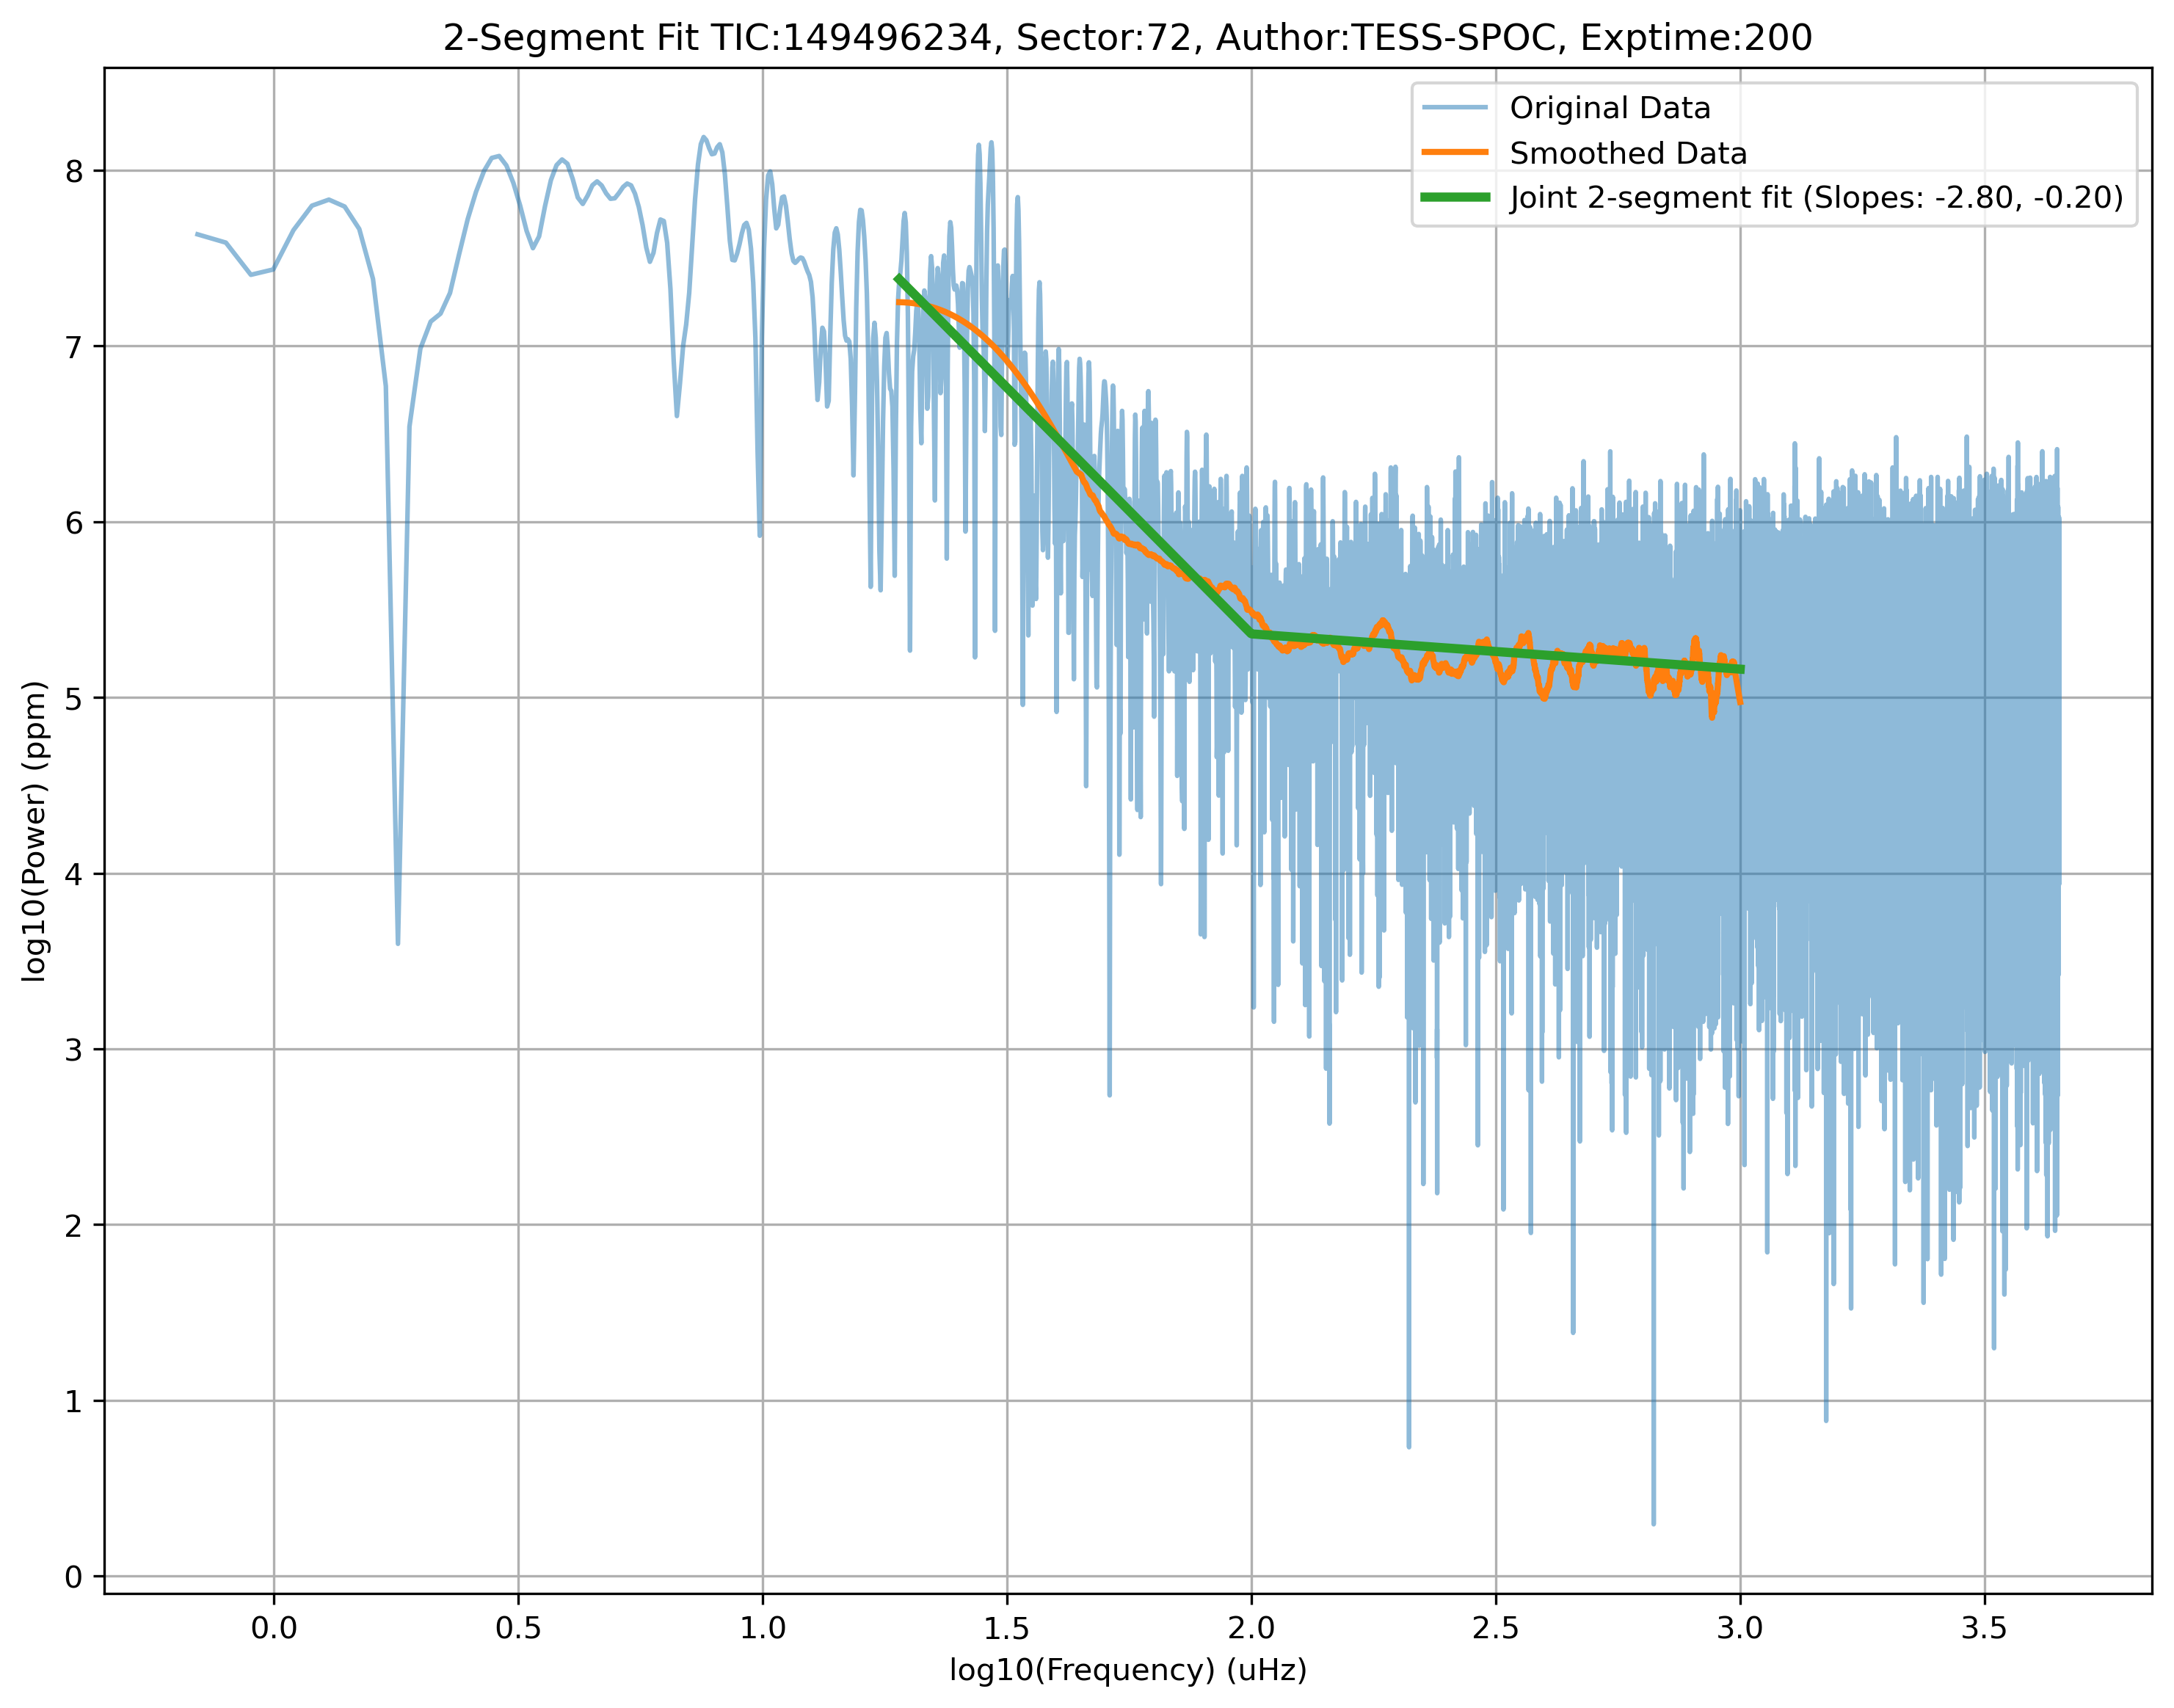 2-Segment Fit TIC:149496234, Sector:72, Author:TESS-SPOC, Exptime:200
Original Data
Smoothed Data
Joint 2-segment fit (Slopes: -2.80, -0.20)
log10(Power) (ppm)
8
7
6
5
4
3
2
1
0
0.0 0.5 1.0 1.5 2.0 2.5 3.0 3.5
log10(Frequency) (uHz)